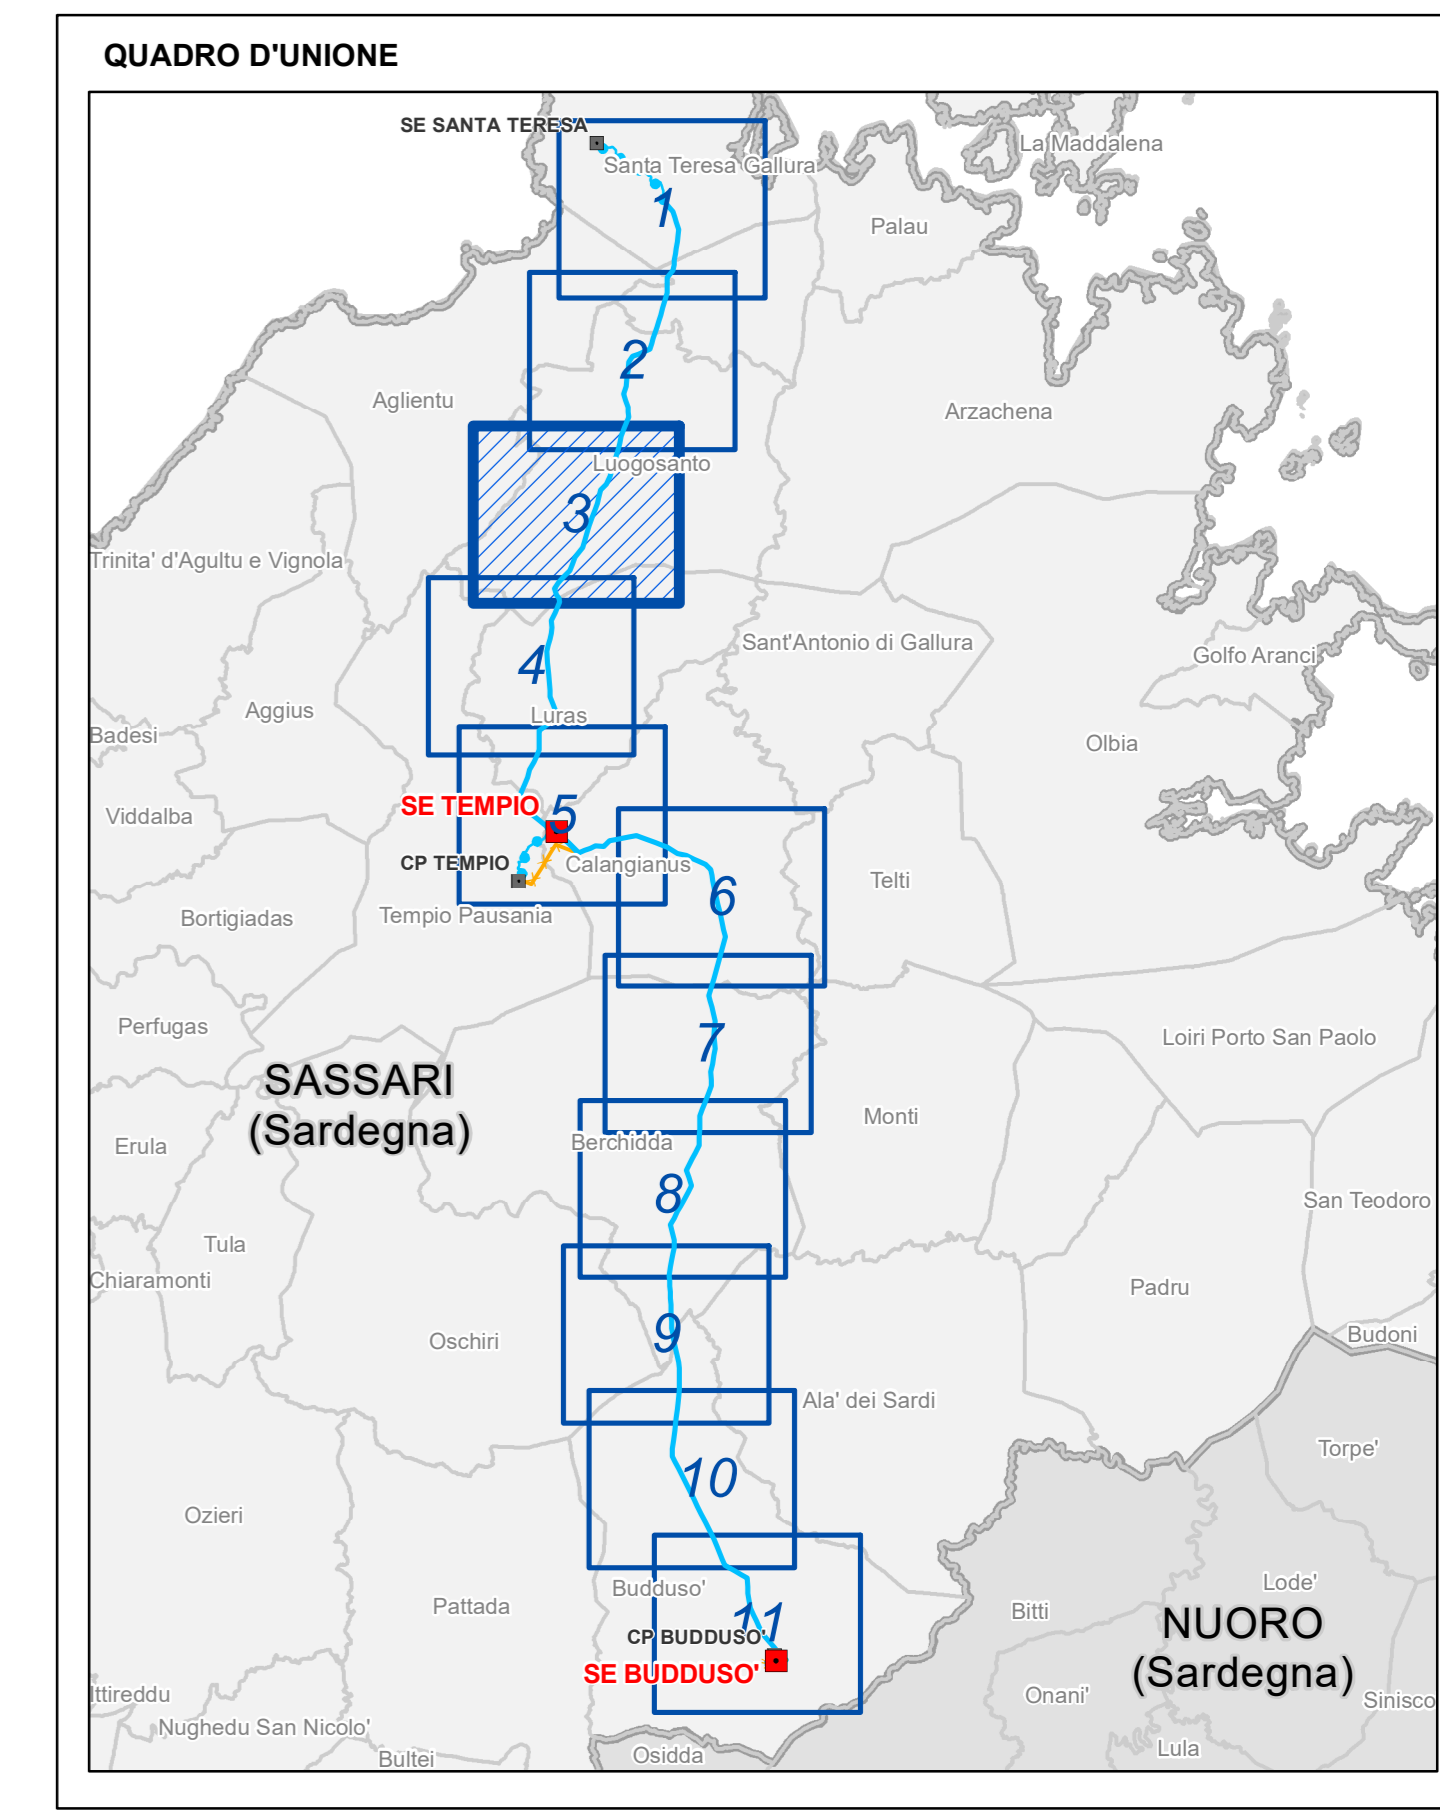 QUADRO D'UNIONE
SE SANTA TERESA
La Maddalena
Santa Teresa Gallura
1
Palau
2
Aglientu
Arzachena
Luogosanto
3
Trinita' d'Agultu e Vignola
Sant'Antonio di Gallura
Golfo Aranci
4
Aggius
Luras
Badesi
Olbia
SE TEMPIO
5
Viddalba
CP TEMPIO
Calangianus
Telti
6
Tempio Pausania
Bortigiadas
Perfugas
Loiri Porto San Paolo
7
SASSARI
(Sardegna)
Monti
Erula
Berchidda
8
San Teodoro
Tula
Chiaramonti
Padru
9
Budoni
Oschiri
Ala' dei Sardi
Torpe'
10
Ozieri
Lode'
Budduso'
Pattada
Bitti
11
NUORO
(Sardegna)
CP BUDDUSO'
SE BUDDUSO'
Ittireddu
Onani'
Sinisco
Nughedu San Nicolo'
Lula
Osidda
Bultei